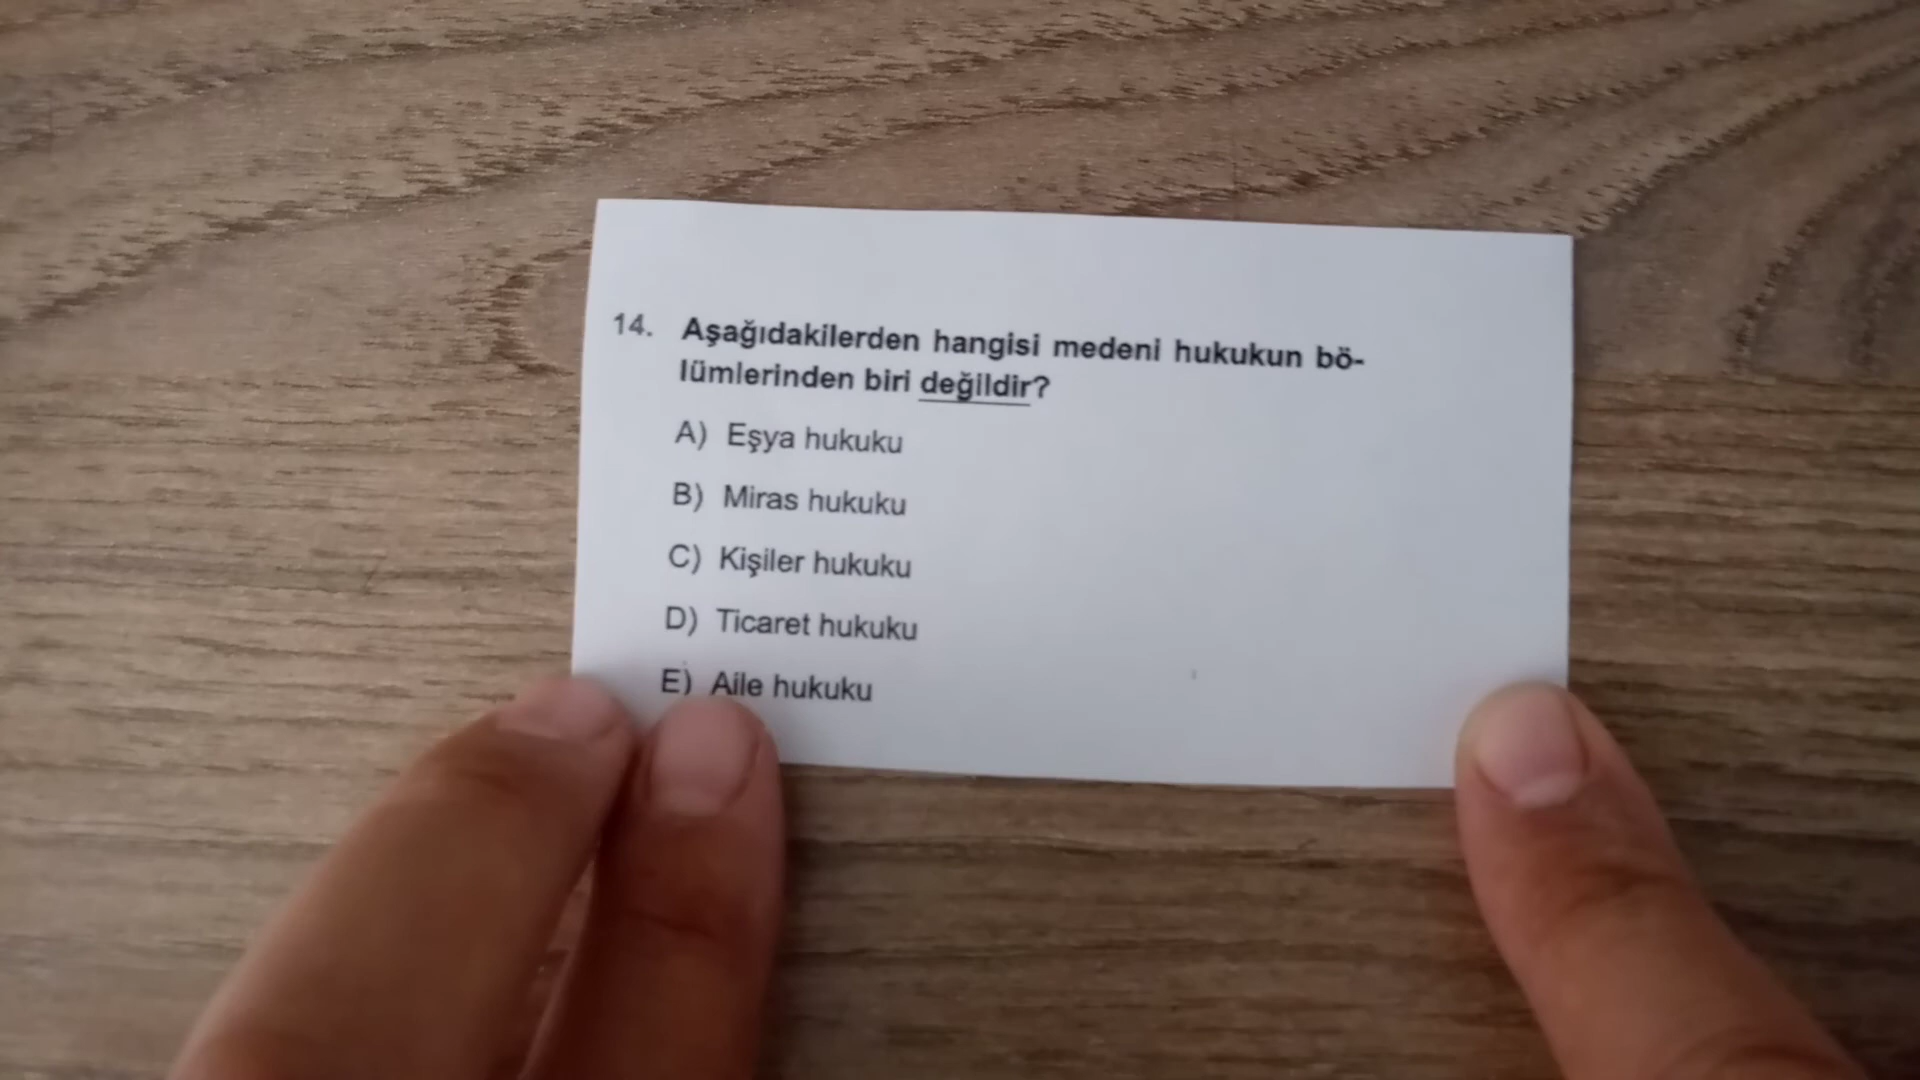 14. Aşağıdakilerden hangisi medeni hukukun bö-
lümlerinden biri değildir?
A) Eşya hukuku
B) Miras hukuku
C) Kişiler hukuku
D) Ticaret hukuku
E) Aile hukuku